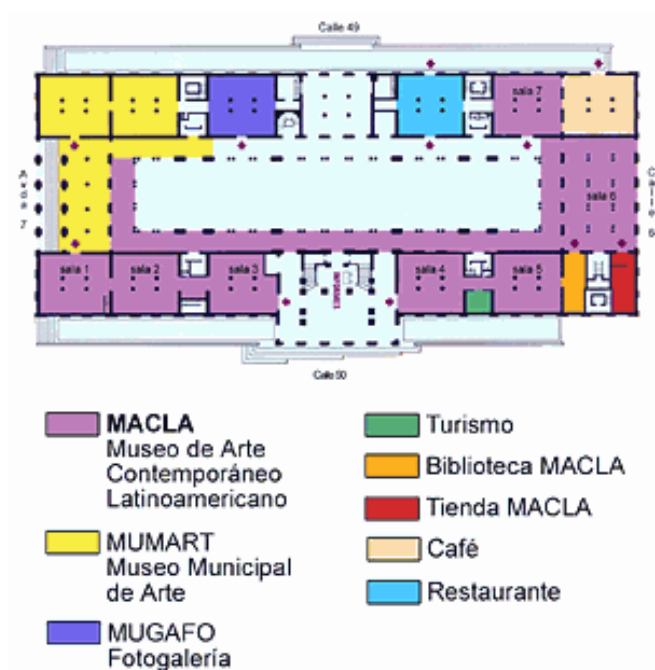 Calle 49
sala 7
Avda 7
sala 6
sala 1
sala 2
sala 3
sala 4
sala 5
Calle 50
MACLA
Museo de Arte
Contemporáneo
Latinoamericano
MUMART
Museo Municipal
de Arte
MUGAFO
Fotogalería
Turismo
Biblioteca MACLA
Tienda MACLA
Café
Restaurante